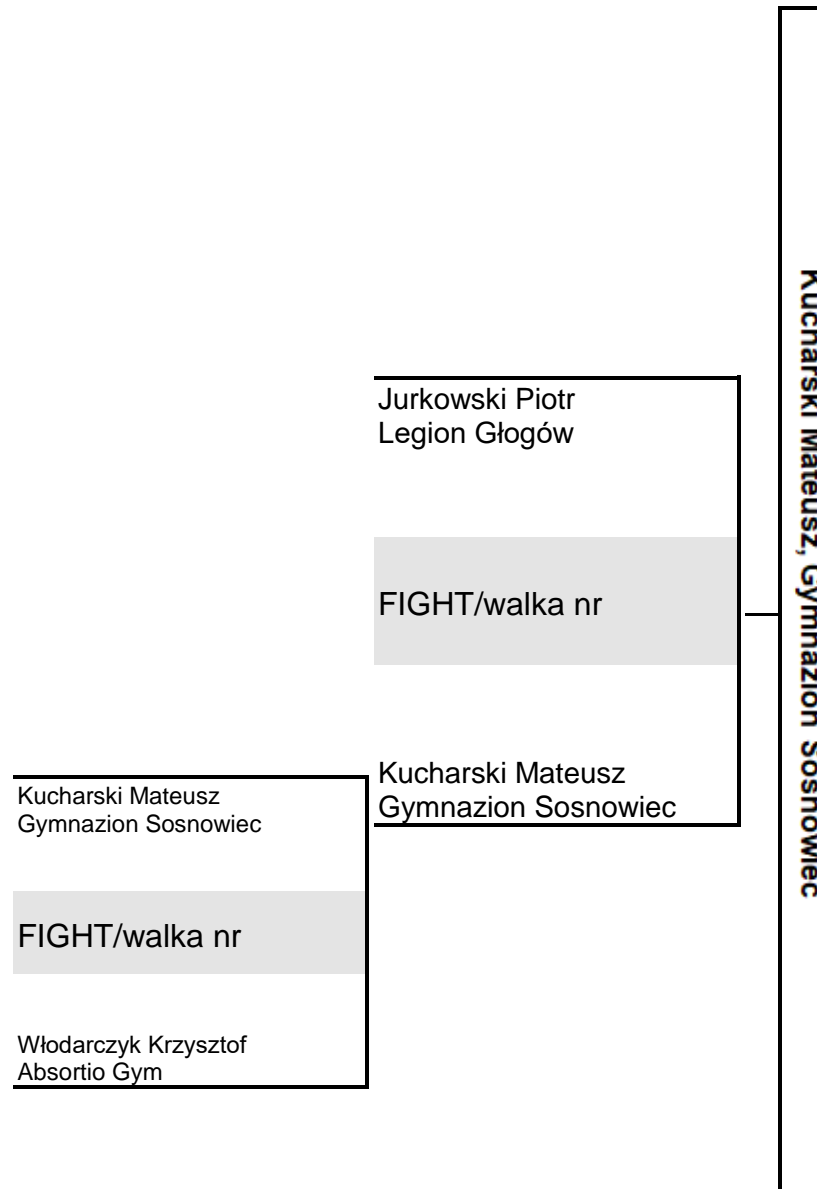 Jurkowski Piotr
Legion Głogów
FIGHT/walka nr
Kucharski Mateusz
Gymnazion Sosnowiec
Kucharski Mateusz
Gymnazion Sosnowiec
FIGHT/walka nr
Włodarczyk Krzysztof
Absortio Gym
Kucharski Mateusz, Gymnazion Sosnowiec